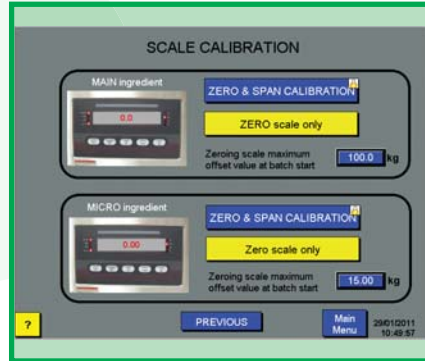 SCALE CALIBRATION
MAIN ingredient
0.0
ZERO & SPAN CALIBRATION
ZERO scale only
Zeroing scale maximum
offset value at batch start
100.0 kg
MICRO ingredient
0.00
ZERO & SPAN CALIBRATION
Zero scale only
Zeroing scale maximum
offset value at batch start
15.00 kg
?
PREVIOUS
Main
Menu
29/01/2011
10:49:57